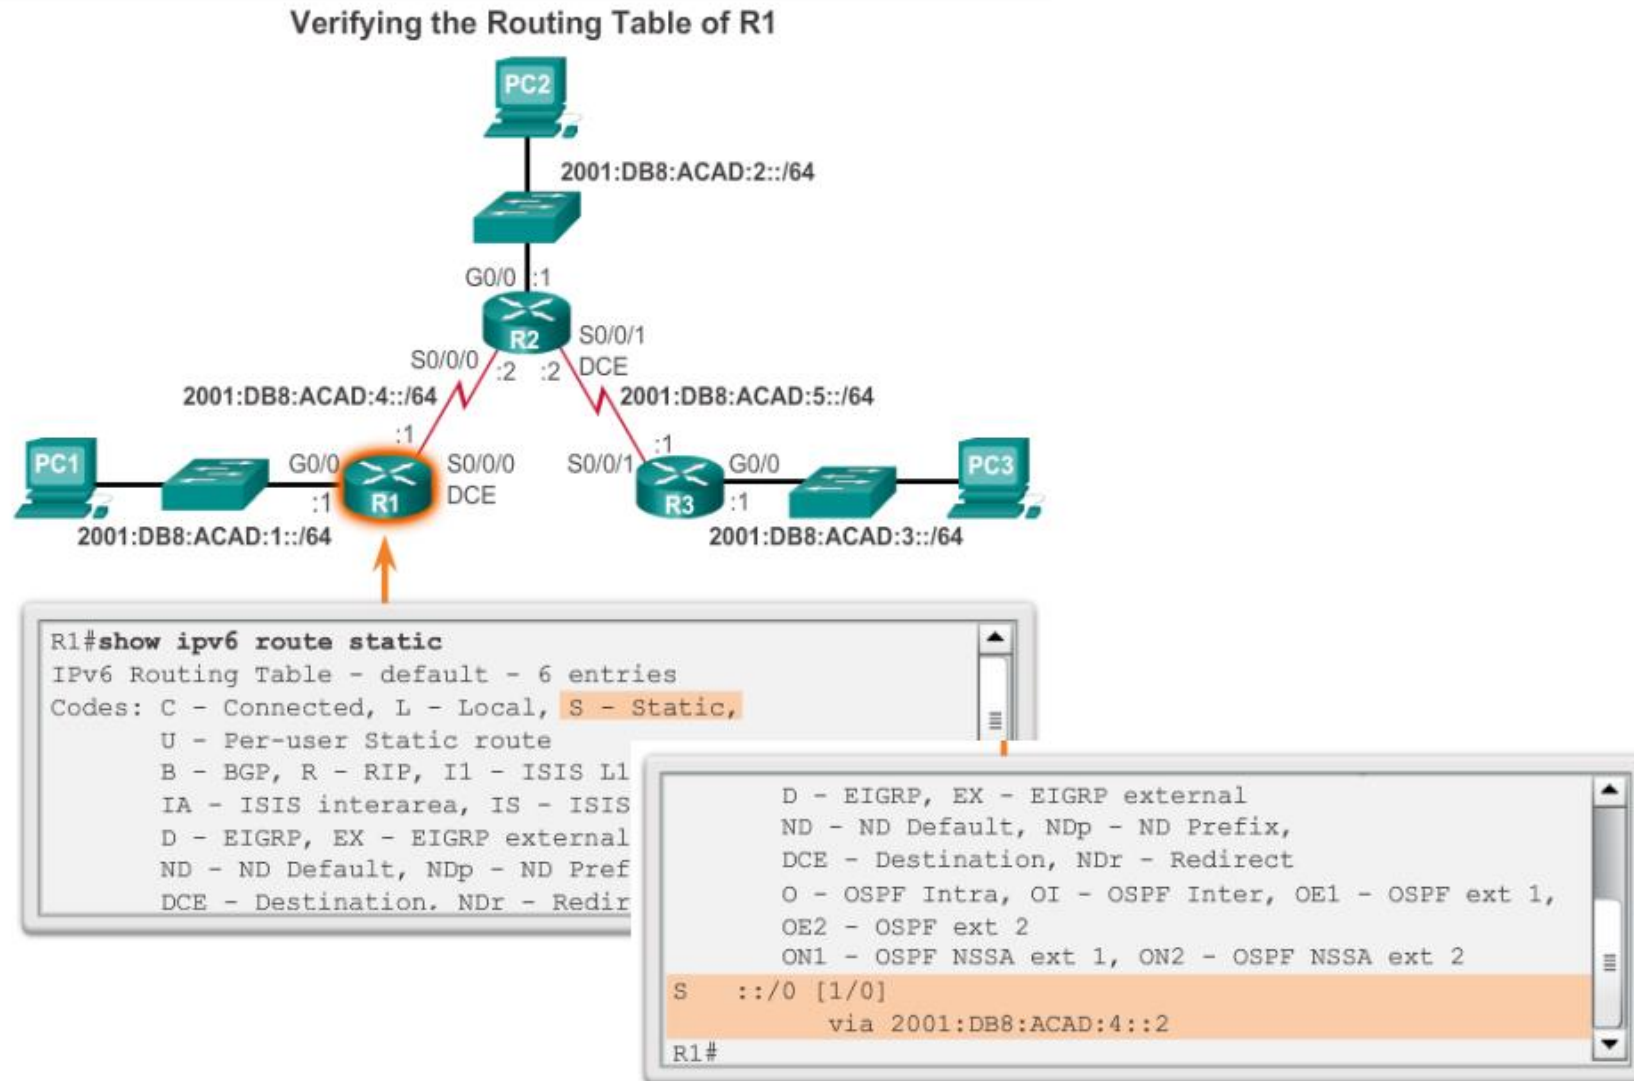 Verifying the Routing Table of R1
PC2
2001:DB8:ACAD:2::/64
G0/0 :1
R2
S0/0/1
DCE
S0/0/0
:2 :2
2001:DB8:ACAD:4::/64
2001:DB8:ACAD:5::/64
:1
:1
PC1
G0/0
:1
R1
S0/0/0
DCE
S0/0/1
R3
G0/0
:1
PC3
2001:DB8:ACAD:1::/64
2001:DB8:ACAD:3::/64
R1#show ipv6 route static
IPv6 Routing Table - default - 6 entries
Codes: C - Connected, L - Local, S - Static,
U - Per-user Static route
B - BGP, R - RIP, I1 - ISIS L1
IA - ISIS interarea, IS - ISIS
D - EIGRP, EX - EIGRP external
ND - ND Default, NDp - ND Pref
DCE - Destination, NDr - Redir
D - EIGRP, EX - EIGRP external
ND - ND Default, NDp - ND Prefix,
DCE - Destination, NDr - Redirect
O - OSPF Intra, OI - OSPF Inter, OE1 - OSPF ext 1,
OE2 - OSPF ext 2
ON1 - OSPF NSSA ext 1, ON2 - OSPF NSSA ext 2
S ::/0 [1/0]
via 2001:DB8:ACAD:4::2
R1#